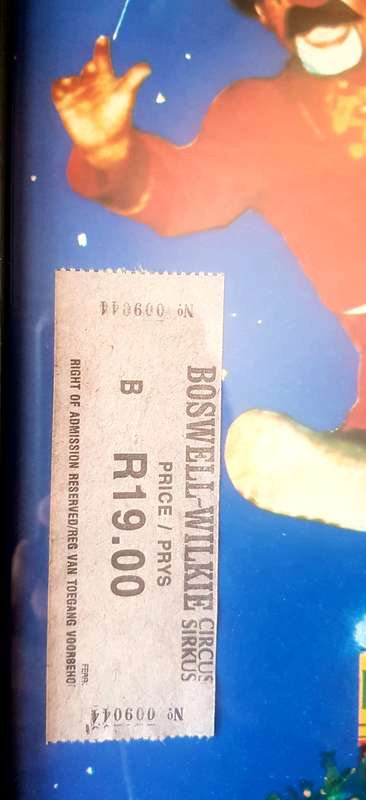 Nº 009044
BOSWELL-WILKIE CIRCUS
SIRKUS
PRICE / PRYS
B R19.00
RIGHT OF ADMISSION RESERVED/REG VAN TOEGANG VOORBEHO
Nº 009044